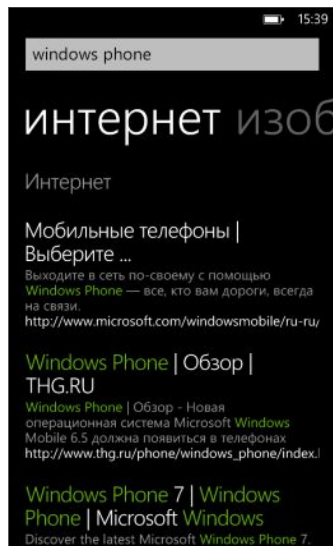 15:39
windows phone
интернет изоб
Интернет
Мобильные телефоны |
Выберите ...
Выходите в сеть по-своему с помощью
Windows Phone — все, кто вам дороги, всегда
на связи.
http://www.microsoft.com/windowsmobile/ru-ru/
Windows Phone | Обзор |
THG.RU
Windows Phone | Обзор - Новая
операционная система Microsoft Windows
Mobile 6.5 должна появиться в телефонах
http://www.thg.ru/phone/windows_phone/index.l
Windows Phone 7 | Windows
Phone | Microsoft Windows
Discover the latest Microsoft Windows Phone 7.